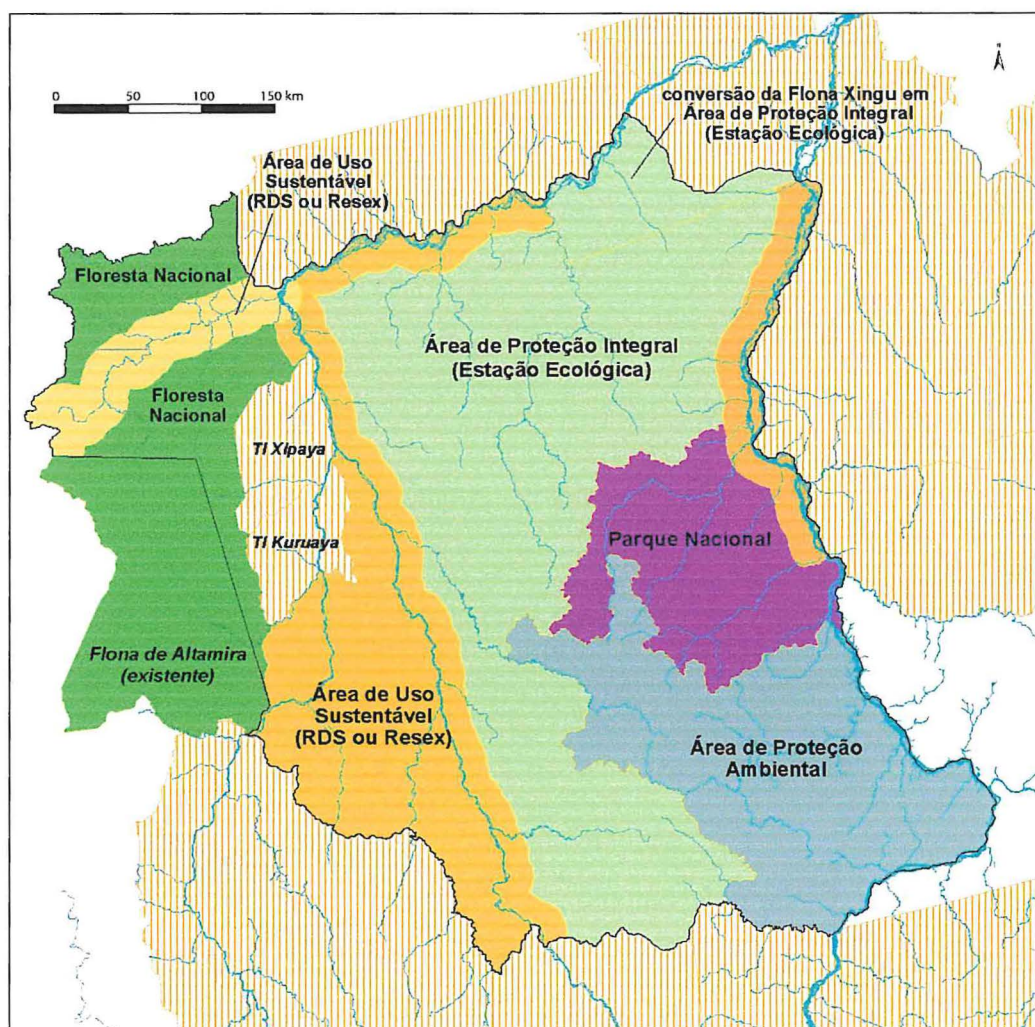 0 50 100 150 km
conversão da Flona Xingu em
Área de Proteção Integral
(Estação Ecológica)
Área de Uso
Sustentável
(RDS ou Resex)
Floresta Nacional
Área de Proteção Integral
(Estação Ecológica)
Floresta
Nacional
TI Xipaya
TI Kuruaya
Parque Nacional
Flona de Altamira
(existente)
Área de Uso
Sustentável
(RDS ou Resex)
Área de Proteção
Ambiental